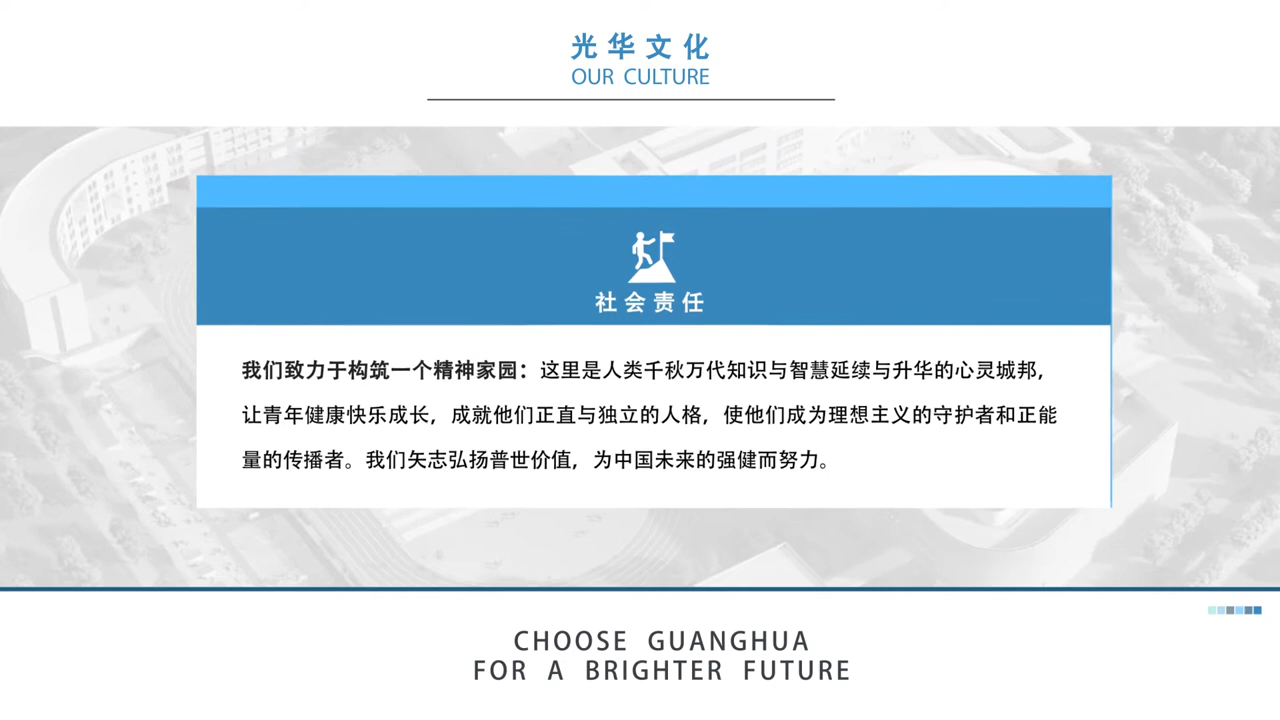 光华文化
OUR CULTURE
社会责任
我们致力于构筑一个精神家园：这里是人类千秋万代知识与智慧延续与升华的心灵城邦，
让青年健康快乐成长，成就他们正直与独立的人格，使他们成为理想主义的守护者和正能
量的传播者。我们矢志弘扬普世价值，为中国未来的强健而努力。
CHOOSE GUANGHUA
FOR A BRIGHTER FUTURE